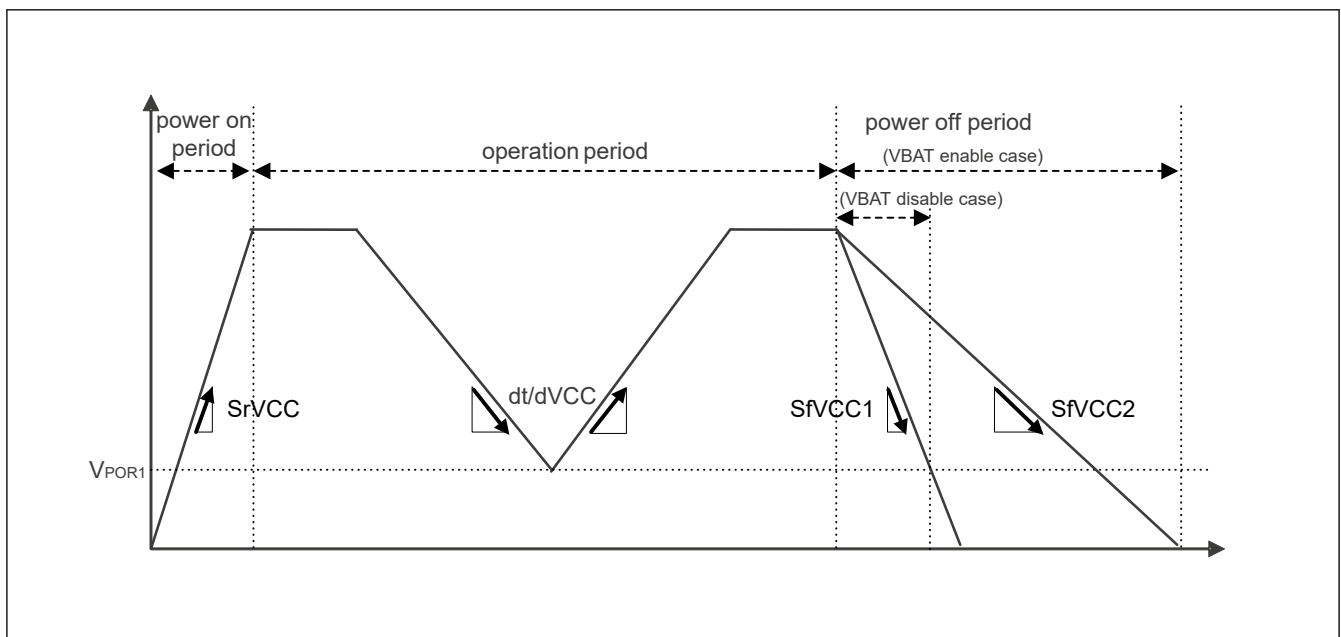 power on
period
operation period
power off period
(VBAT enable case)
(VBAT disable case)
SrVCC
dt/dVCC
SfVCC1
SfVCC2
VPOR1